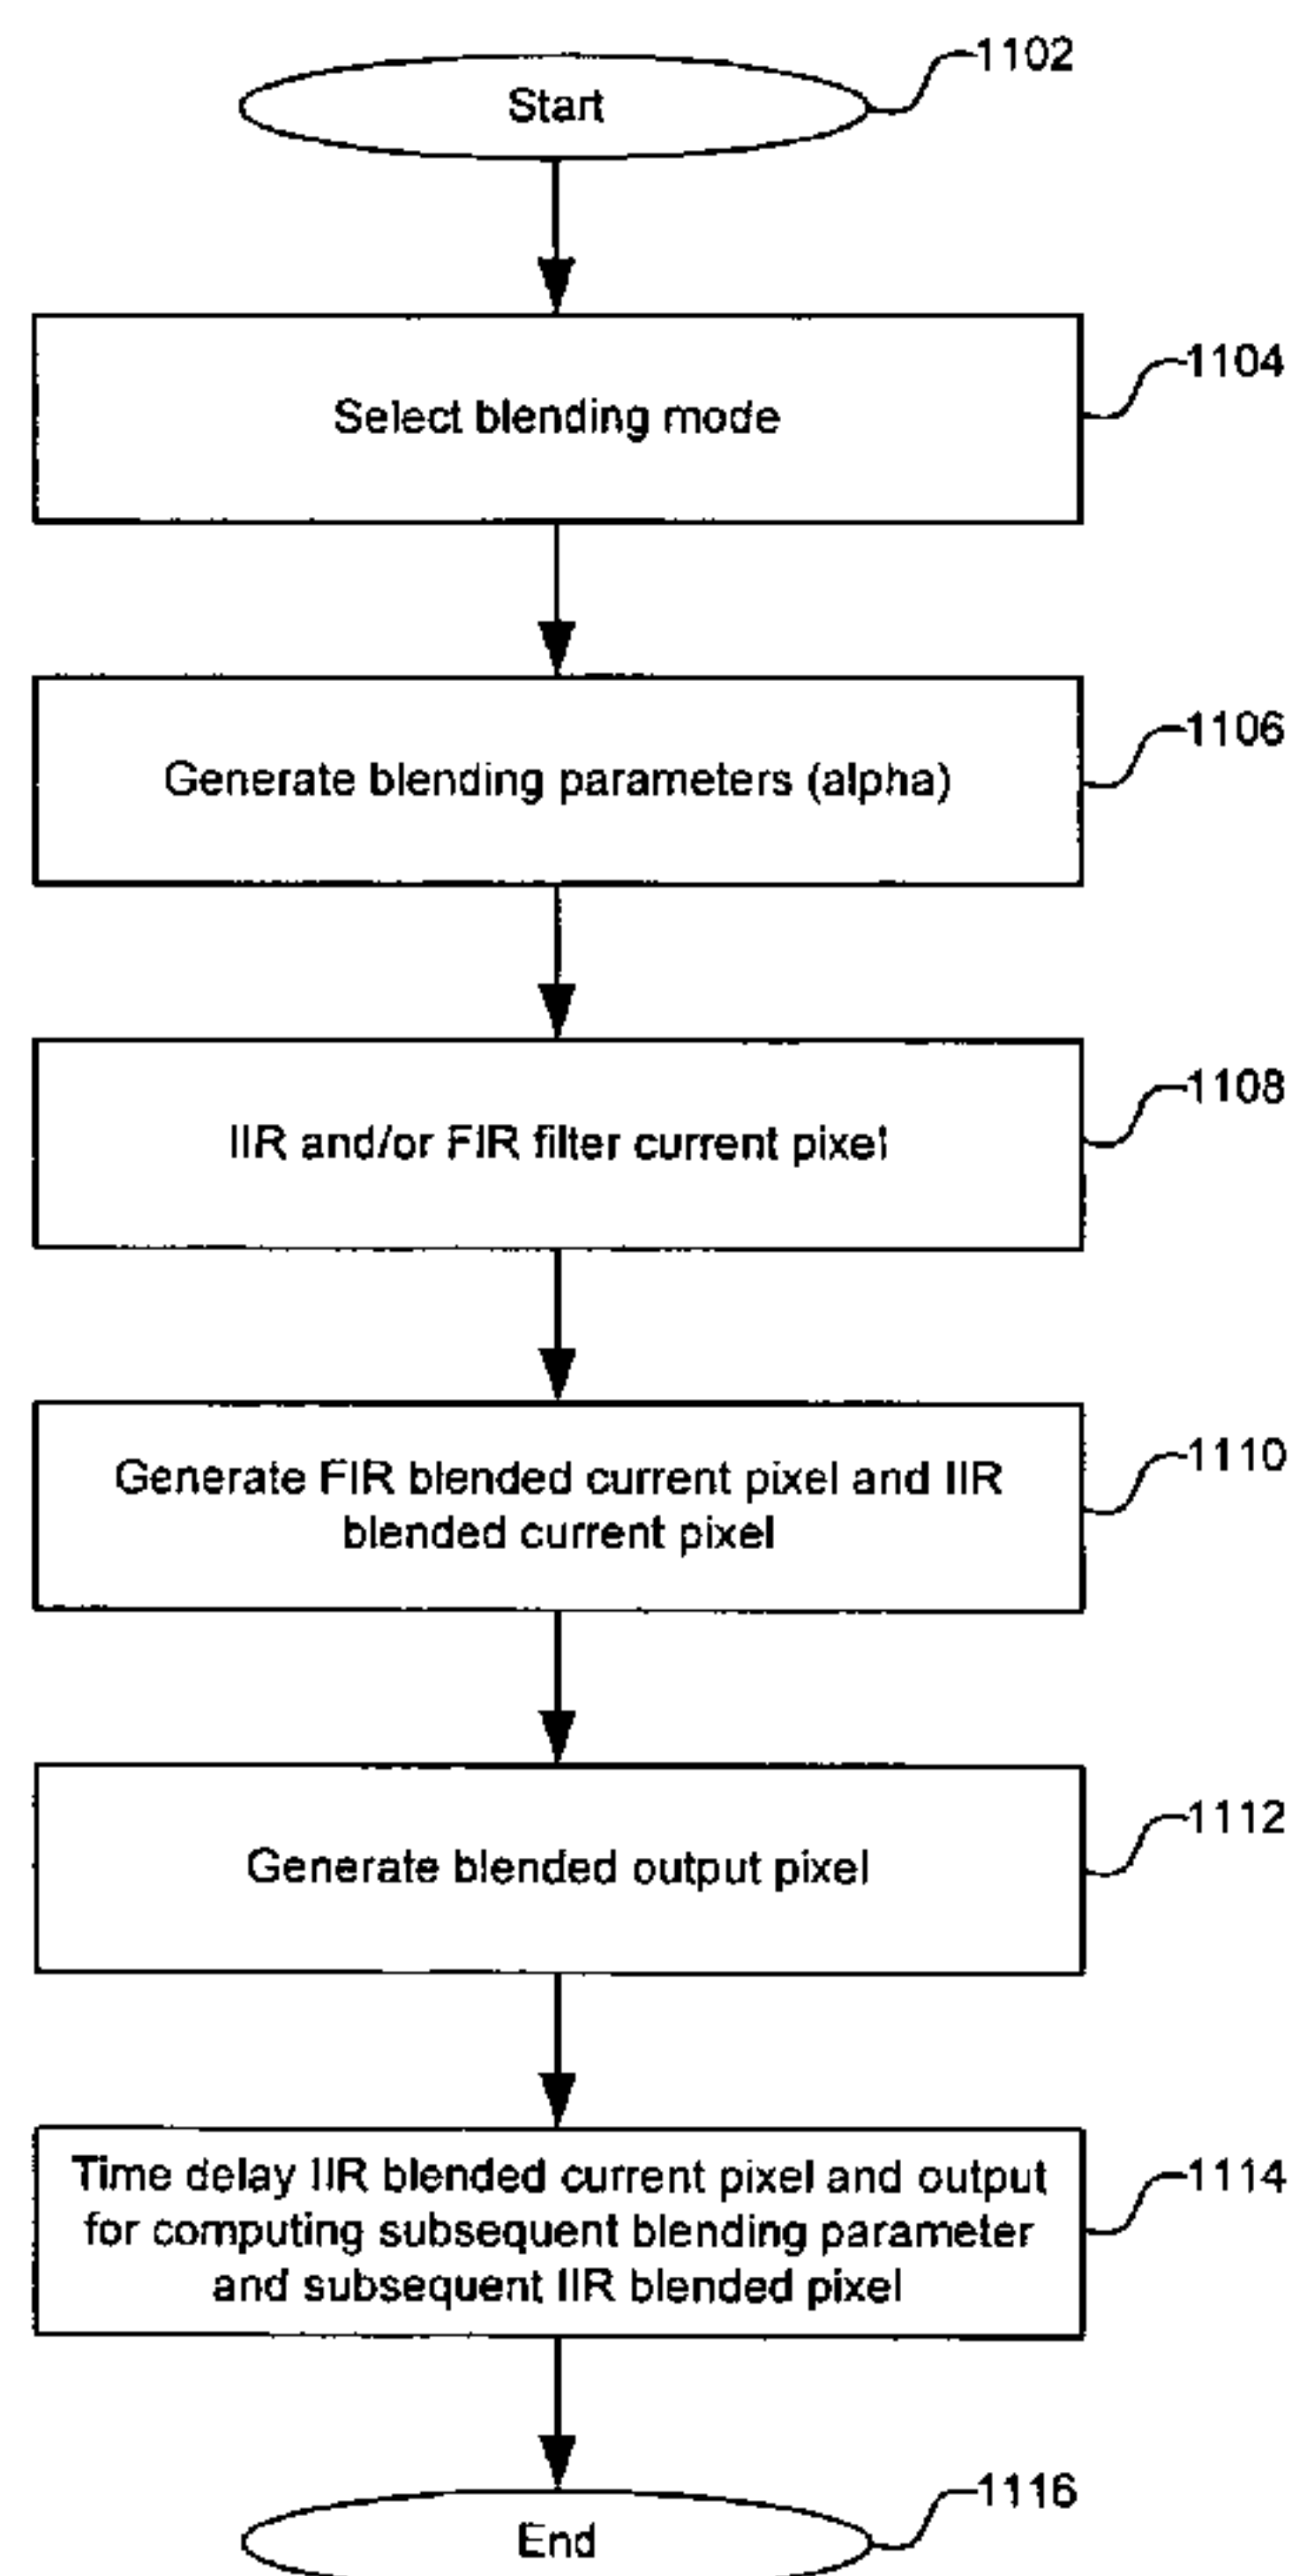 1102
Start
1104
Select blending mode
1106
Generate blending parameters (alpha)
1108
IIR and/or FIR filter current pixel
1110
Generate FIR blended current pixel and IIR
blended current pixel
1112
Generate blended output pixel
1114
Time delay IIR blended current pixel and output
for computing subsequent blending parameter
and subsequent IIR blended pixel
1116
End